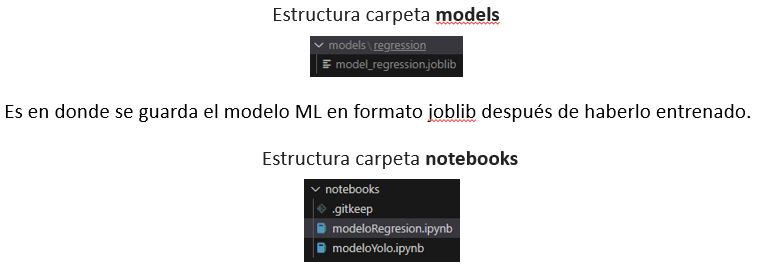 Estructura carpeta models
models\regression
model_regression.joblib
Es en donde se guarda el modelo ML en formato joblib después de haberlo entrenado.
Estructura carpeta notebooks
notebooks
.gitkeep
modeloRegresion.ipynb
modeloYolo.ipynb